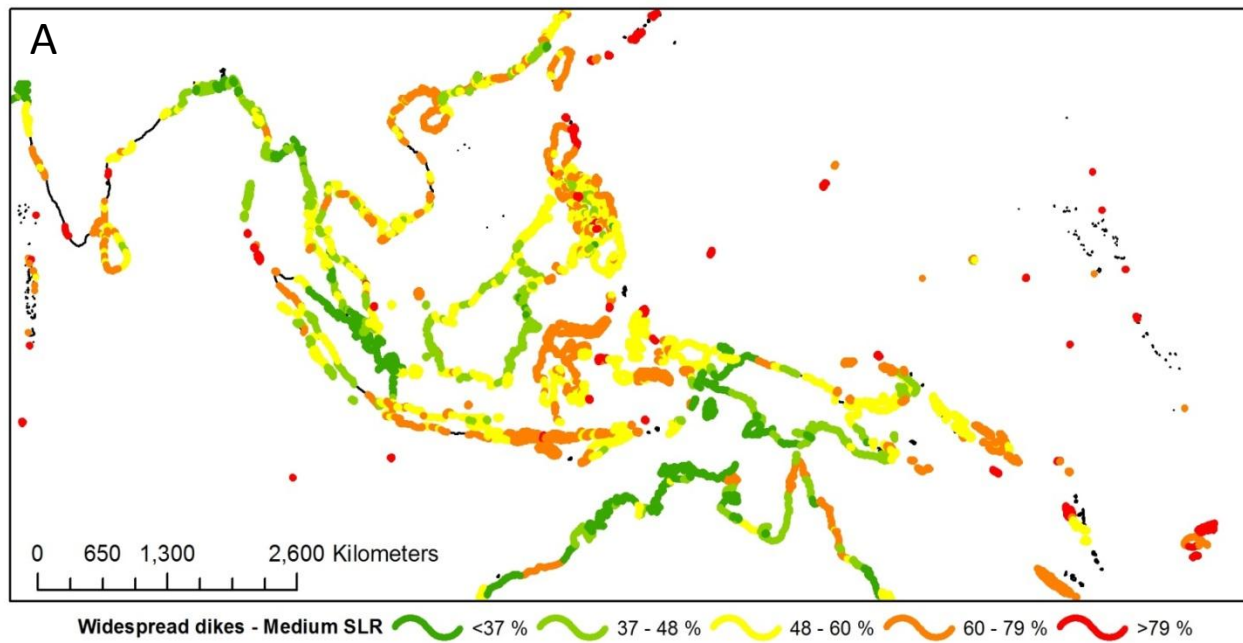 A
0 650 1,300 2,600 Kilometers
Widespread dikes - Medium SLR <37 % 37 - 48 % 48 - 60 % 60 - 79 % >79 %